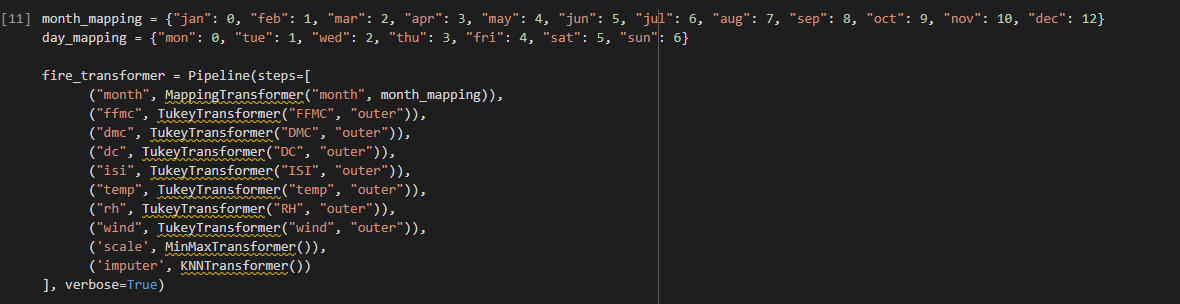 [11] month_mapping = {"jan": 0, "feb": 1, "mar": 2, "apr": 3, "may": 4, "jun": 5, "jul": 6, "aug": 7, "sep": 8, "oct": 9, "nov": 10, "dec": 12}
day_mapping = {"mon": 0, "tue": 1, "wed": 2, "thu": 3, "fri": 4, "sat": 5, "sun": 6}
fire_transformer = Pipeline(steps=[
("month", MappingTransformer("month", month_mapping)),
("ffmc", TukeyTransformer("FFMC", "outer")),
("dmc", TukeyTransformer("DMC", "outer")),
("dc", TukeyTransformer("DC", "outer")),
("isi", TukeyTransformer("ISI", "outer")),
("temp", TukeyTransformer("temp", "outer")),
("rh", TukeyTransformer("RH", "outer")),
("wind", TukeyTransformer("wind", "outer")),
('scale', MinMaxTransformer()),
('imputer', KNNTransformer())
], verbose=True)